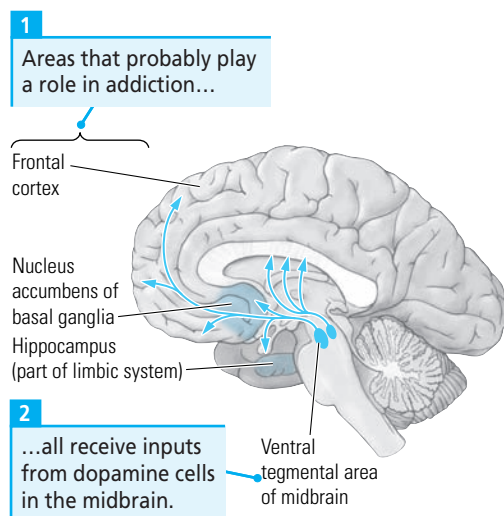 1
Areas that probably play
a role in addiction…
Frontal
cortex
Nucleus
accumbens of
basal ganglia
Hippocampus
(part of limbic system)
2
…all receive inputs
from dopamine cells
in the midbrain.
Ventral
tegmental area
of midbrain